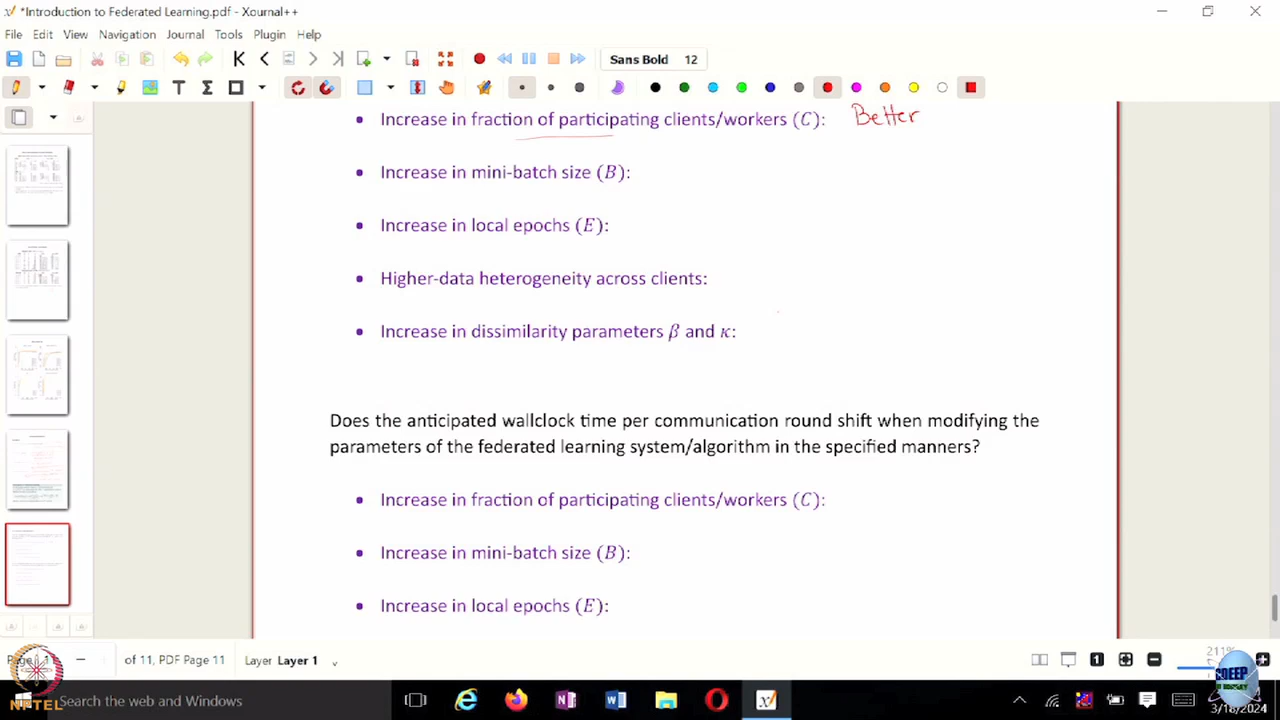 *Introduction to Federated Learning.pdf - Xournal++
File Edit View Navigation Journal Tools Plugin Help
Sans Bold 12
• Increase in fraction of participating clients/workers (C): Better
• Increase in mini-batch size (B):
• Increase in local epochs (E):
• Higher-data heterogeneity across clients:
• Increase in dissimilarity parameters β and κ:
Does the anticipated wallclock time per communication round shift when modifying the
parameters of the federated learning system/algorithm in the specified manners?
• Increase in fraction of participating clients/workers (C):
• Increase in mini-batch size (B):
• Increase in local epochs (E):
of 11, PDF Page 11 Layer Layer 1 211%
Search the web and Windows
NPTEL
3/18/2024